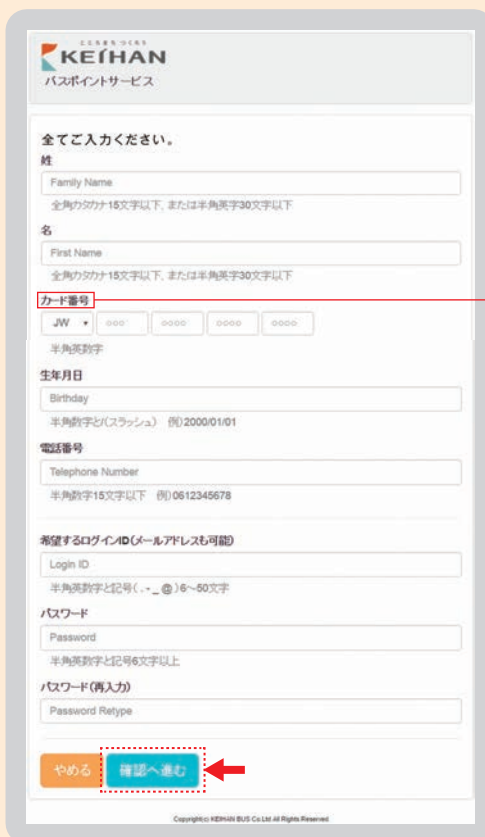 こころまち つくろう
KEIHAN
バスポイントサービス
全てご入力ください。
姓
Family Name
全角カタカナ15文字以下、または半角英字30文字以下
名
First Name
全角カタカナ15文字以下、または半角英字30文字以下
カード番号
JW ○○○ ○○○○ ○○○○ ○○○○
半角英数字
生年月日
Birthday
半角数字と/(スラッシュ) 例)2000/01/01
電話番号
Telephone Number
半角数字15文字以下 例)0612345678
希望するログインID(メールアドレスも可能)
Login ID
半角英数字と記号( . - _ @ )6～50文字
パスワード
Password
半角英数字と記号6文字以上
パスワード(再入力)
Password Retype
やめる 確認へ進む
Copyright(c) KEIHAN BUS Co Ltd All Rights Reserved